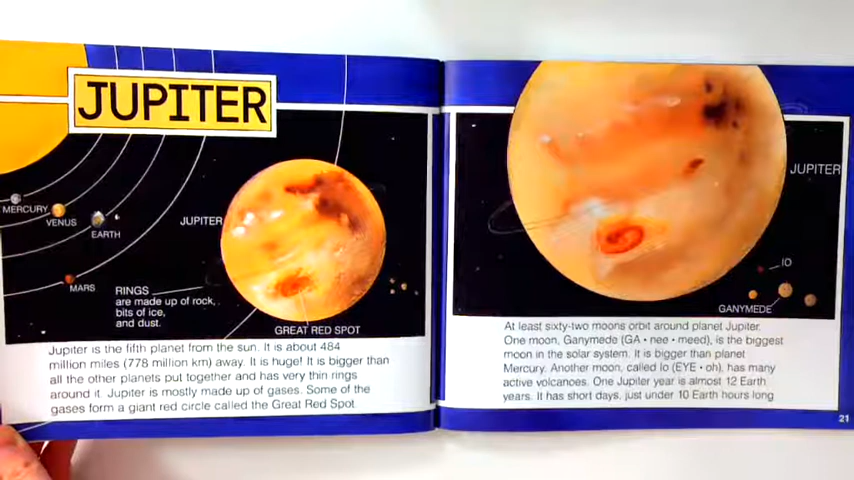 JUPITER
MERCURY
VENUS
EARTH
MARS
JUPITER
RINGS
are made up of rock,
bits of ice,
and dust.
GREAT RED SPOT
Jupiter is the fifth planet from the sun. It is about 484
million miles (778 million km) away. It is huge! It is bigger than
all the other planets put together and has very thin rings
around it. Jupiter is mostly made up of gases. Some of the
gases form a giant red circle called the Great Red Spot.
JUPITER
IO
GANYMEDE
At least sixty-two moons orbit around planet Jupiter.
One moon, Ganymede (GA • nee • meed), is the biggest
moon in the solar system. It is bigger than planet
Mercury. Another moon, called Io (EYE • oh), has many
active volcanoes. One Jupiter year is almost 12 Earth
years. It has short days, just under 10 Earth hours long
21